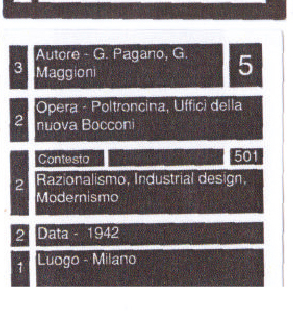 3 Autore - G. Pagano, G. 5
Maggioni
2 Opera - Poltroncina, Uffici della
nuova Bocconi
Contesto 501
2 Razionalismo, Industrial design,
Modernismo
2 Data - 1942
1 Luogo - Milano